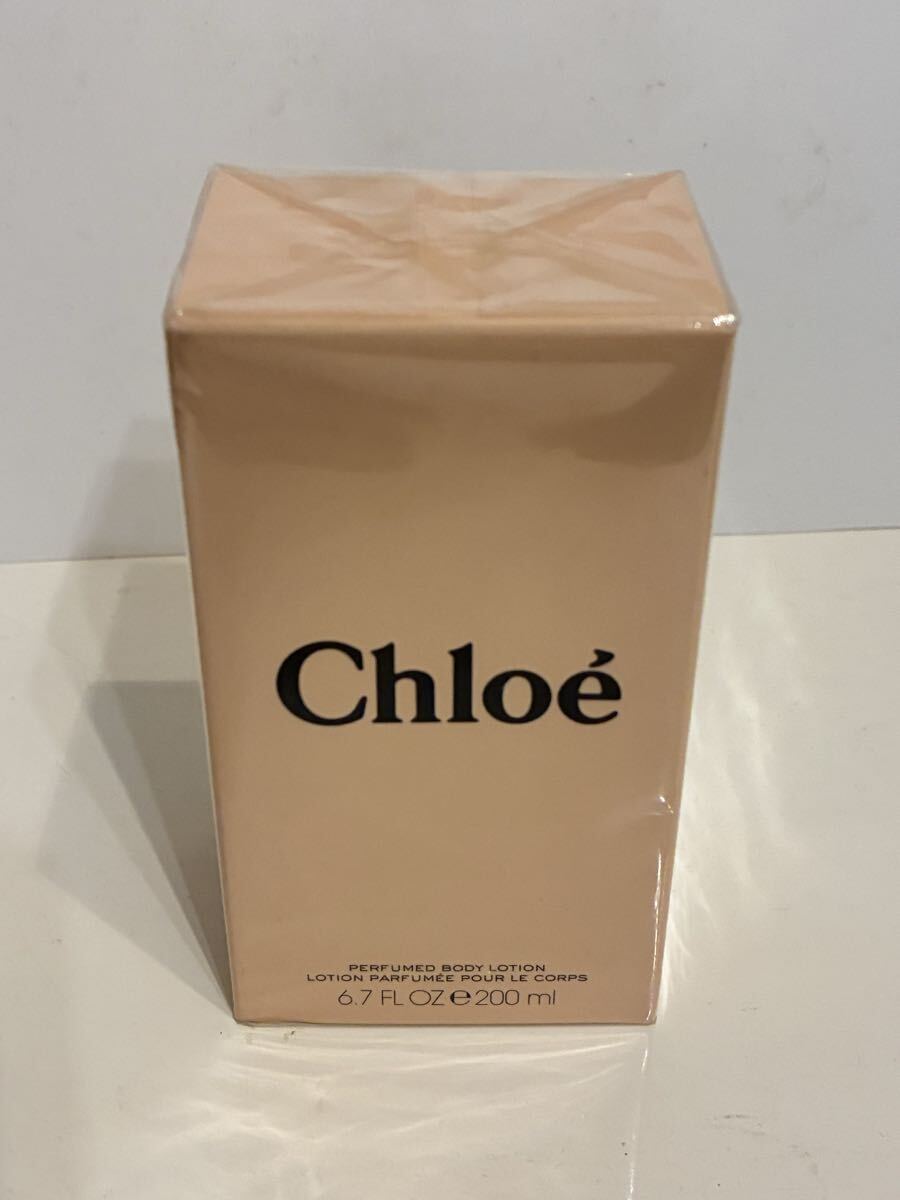 Chloé
PERFUMED BODY LOTION
LOTION PARFUMÉE POUR LE CORPS
6.7 FL OZ ℮ 200 ml